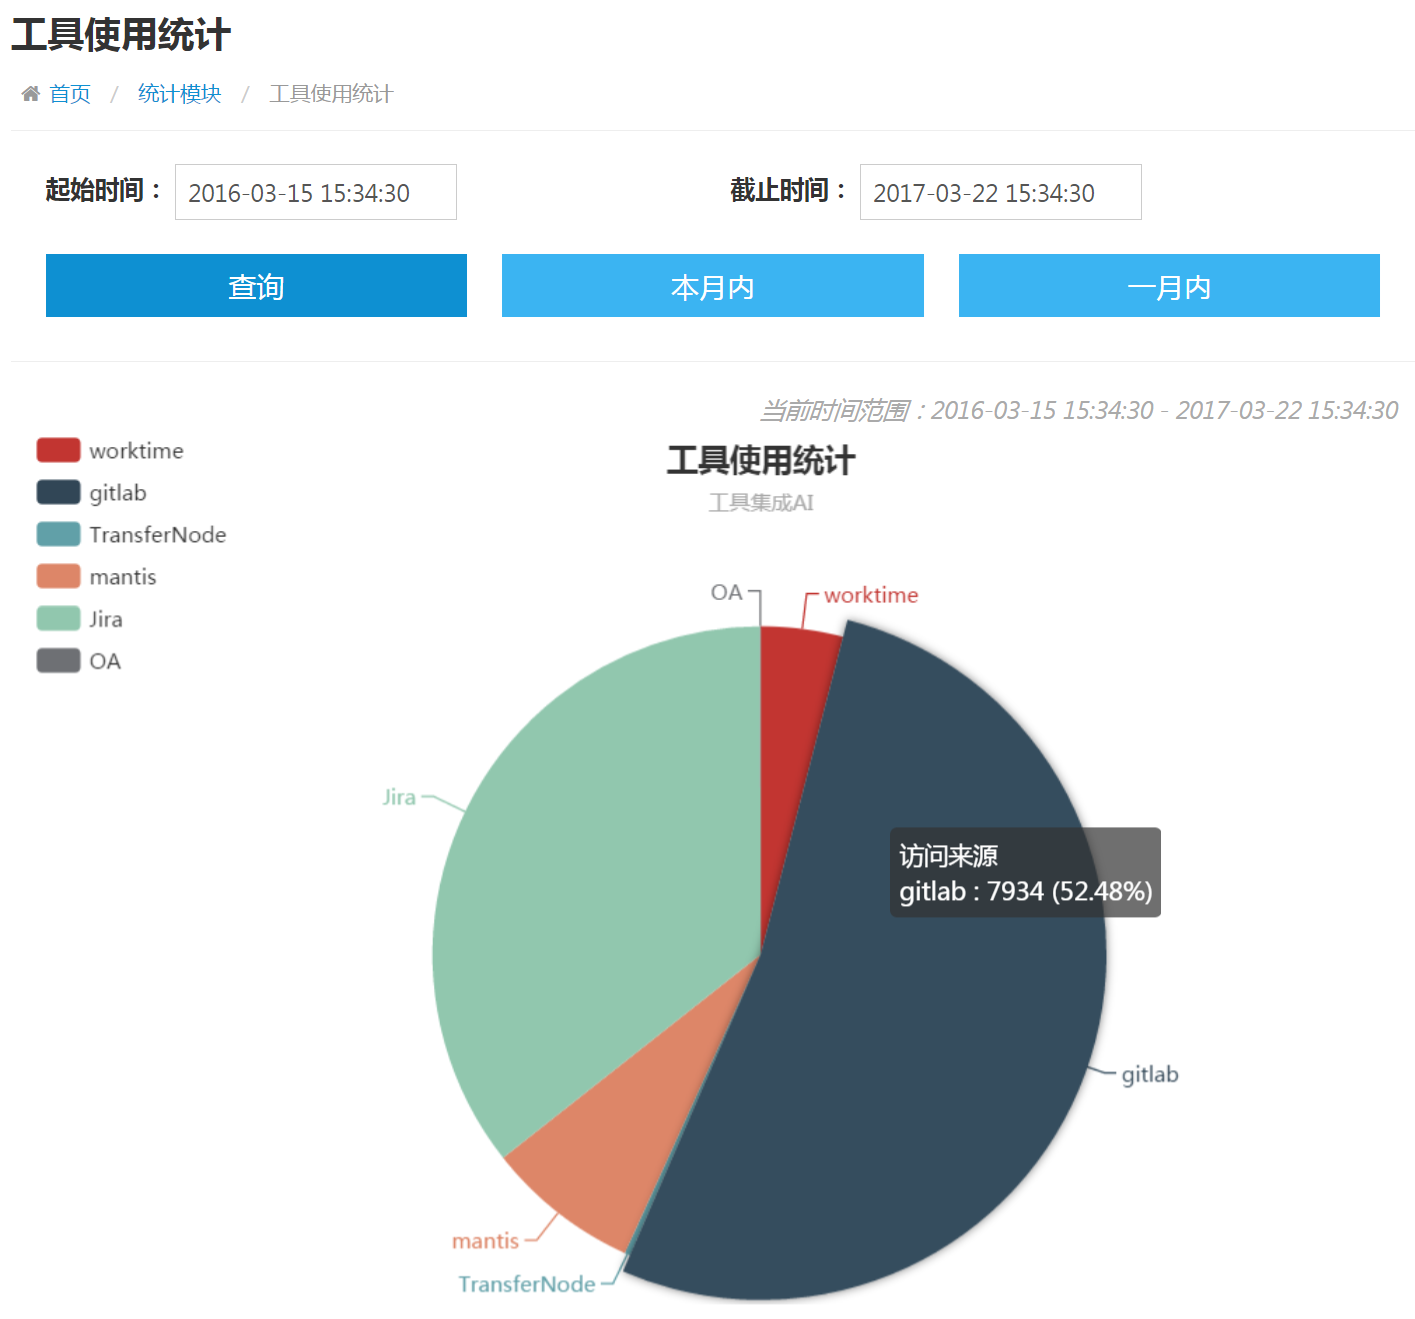 工具使用统计
首页 / 统计模块 / 工具使用统计
起始时间： 2016-03-15 15:34:30 截止时间： 2017-03-22 15:34:30
查询 本月内 一月内
当前时间范围：2016-03-15 15:34:30 - 2017-03-22 15:34:30
worktime
gitlab
TransferNode
mantis
Jira
OA
工具使用统计
工具集成AI
OA
worktime
Jira
访问来源
gitlab : 7934 (52.48%)
gitlab
mantis
TransferNode